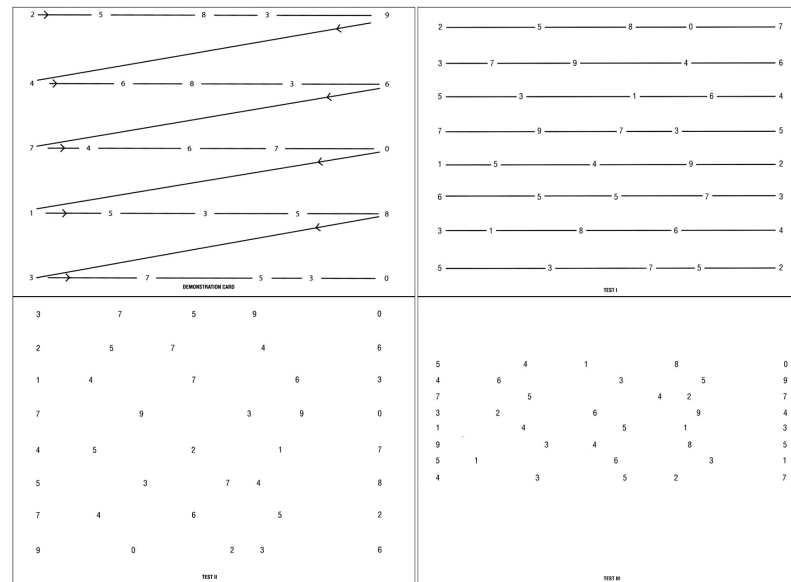 2 5 8 3 9
4 6 8 3 6
7 4 6 7 0
1 5 3 5 8
3 7 5 3 0
DEMONSTRATION CARD
2 5 8 0 7
3 7 9 4 6
5 3 1 6 4
7 9 7 3 5
1 5 4 9 2
6 5 5 7 3
3 1 8 6 4
5 3 7 5 2
TEST I
3 7 5 9 0
2 5 7 4 6
1 4 7 6 3
7 9 3 9 0
4 5 2 1 7
5 3 7 4 8
7 4 6 5 2
9 0 2 3 6
TEST II
5 4 1 8 0
4 6 3 5 9
7 5 4 2 7
3 2 6 9 4
1 4 5 1 3
9 3 4 8 5
5 1 6 3 1
4 3 5 2 7
TEST III